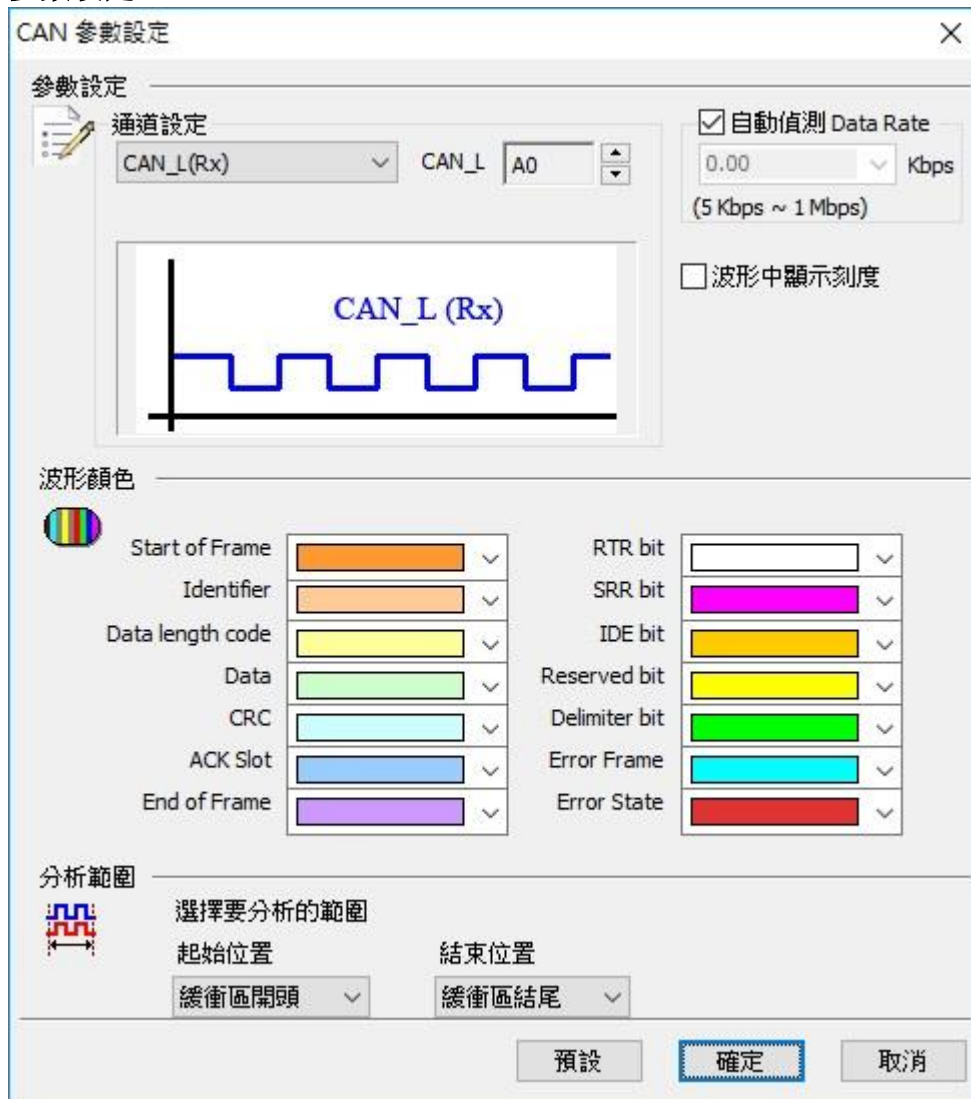 CAN 參數設定
參數設定
通道設定
CAN_L(Rx) CAN_L A0
自動偵測 Data Rate
0.00 Kbps
(5 Kbps ~ 1 Mbps)
波形中顯示刻度
CAN_L (Rx)
波形顏色
Start of Frame RTR bit
Identifier SRR bit
Data length code IDE bit
Data Reserved bit
CRC Delimiter bit
ACK Slot Error Frame
End of Frame Error State
分析範圍
選擇要分析的範圍
起始位置 結束位置
緩衝區開頭 緩衝區結尾
預設 確定 取消